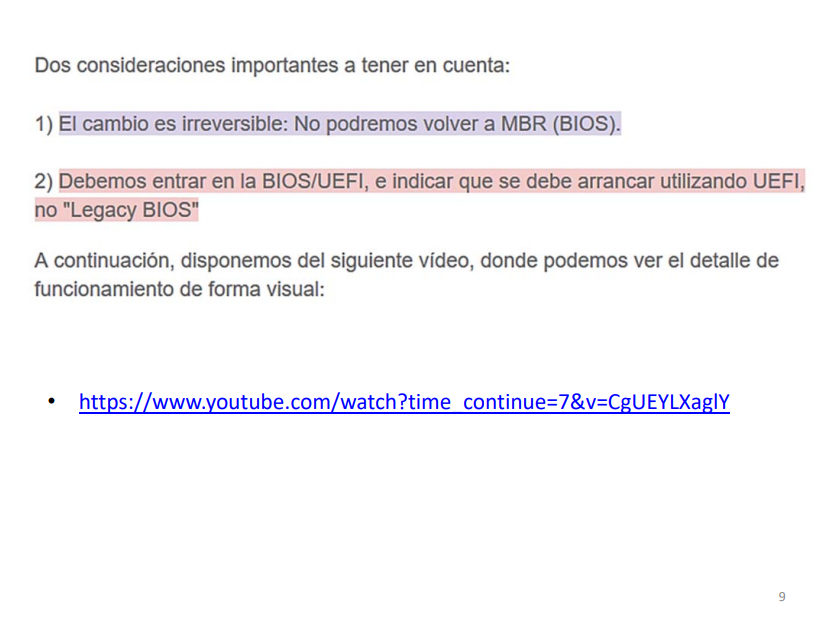 Dos consideraciones importantes a tener en cuenta:
1) El cambio es irreversible: No podremos volver a MBR (BIOS).
2) Debemos entrar en la BIOS/UEFI, e indicar que se debe arrancar utilizando UEFI,
no "Legacy BIOS"
A continuación, disponemos del siguiente vídeo, donde podemos ver el detalle de
funcionamiento de forma visual:
• https://www.youtube.com/watch?time_continue=7&v=CgUEYLXaglY
9